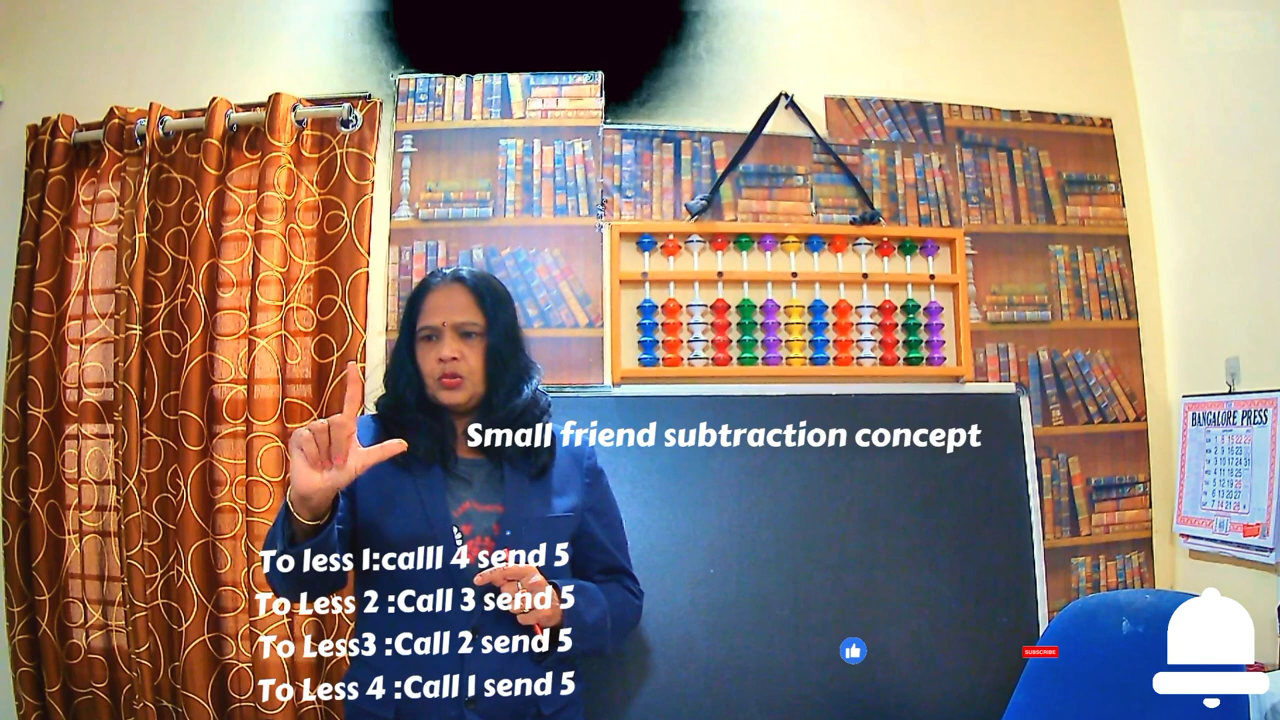 BANGALORE PRESS
Small friend subtraction concept
To less 1:calll 4 send 5
To Less 2 :Call 3 send 5
To Less3 :Call 2 send 5
To Less 4 :Call 1 send 5
SUBSCRIBE